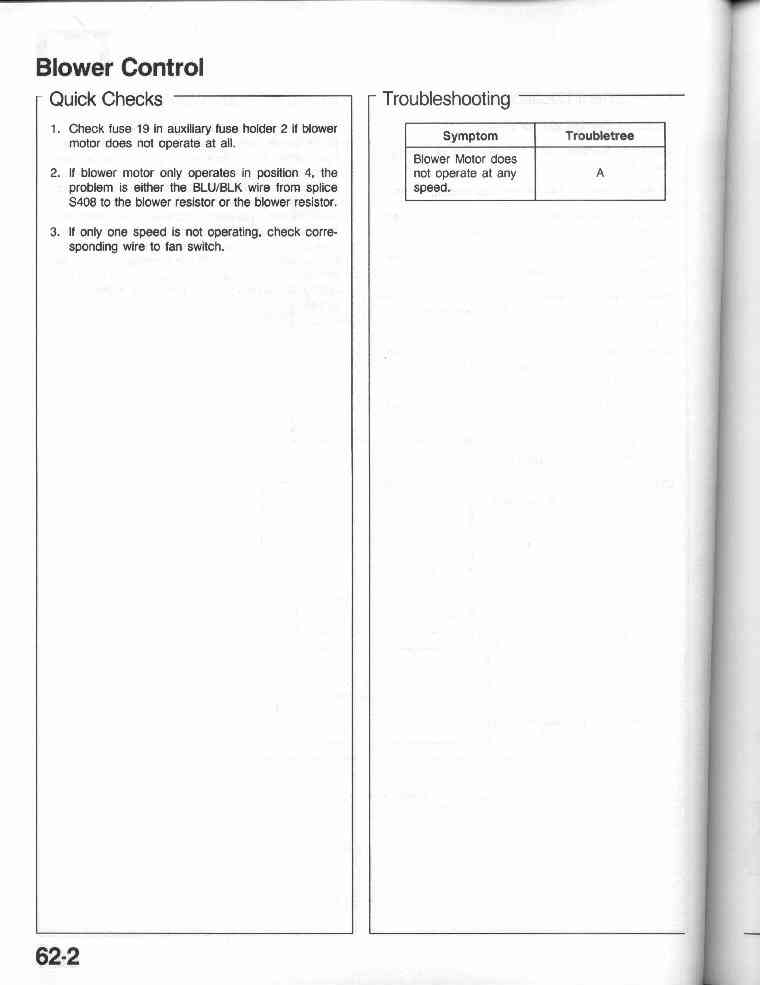 Blower Control
Quick Checks
1. Check fuse 19 in auxiliary fuse holder 2 if blower
motor does not operate at all.
2. If blower motor only operates in position 4, the
problem is either the BLU/BLK wire from splice
S408 to the blower resistor or the blower resistor.
3. If only one speed is not operating, check corre-
sponding wire to fan switch.
Troubleshooting
Symptom Troubletree
Blower Motor does
not operate at any A
speed.
62-2